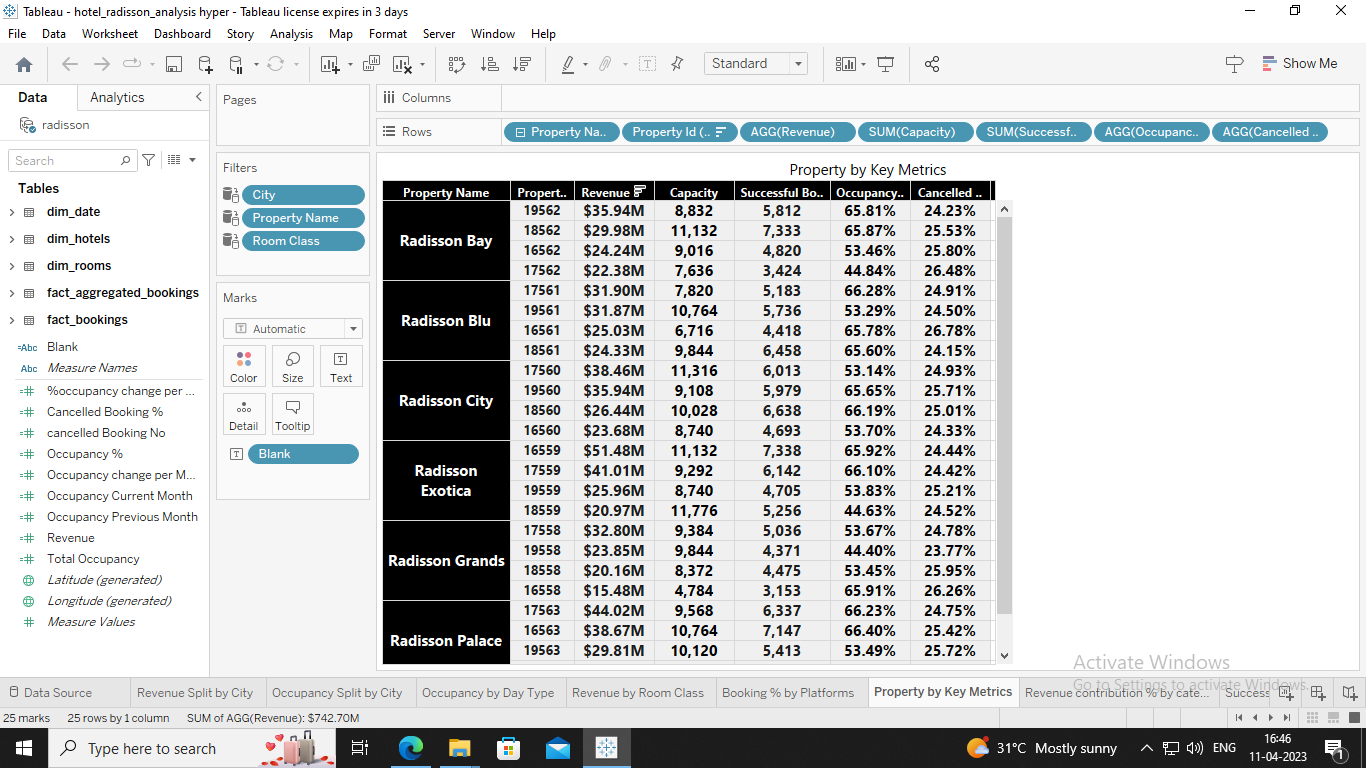 Tableau - hotel_radisson_analysis hyper - Tableau license expires in 3 days
File Data Worksheet Dashboard Story Analysis Map Format Server Window Help
Standard Show Me
Data Analytics
radisson
Search
Tables
dim_date
dim_hotels
dim_rooms
fact_aggregated_bookings
fact_bookings
=Abc Blank
Abc Measure Names
%occupancy change per ...
Cancelled Booking %
cancelled Booking No
Occupancy %
Occupancy change per M...
Occupancy Current Month
Occupancy Previous Month
Revenue
Total Occupancy
Latitude (generated)
Longitude (generated)
Measure Values
Pages
Filters
City
Property Name
Room Class
Marks
Automatic
Color Size Text
Detail Tooltip
Blank
Columns
Rows Property Na.. Property Id (.. AGG(Revenue) SUM(Capacity) SUM(Successf.. AGG(Occupanc.. AGG(Cancelled ..
Property by Key Metrics
Property Name Propert.. Revenue Capacity Successful Bo.. Occupancy.. Cancelled ..
Radisson Bay
19562 $35.94M 8,832 5,812 65.81% 24.23%
18562 $29.98M 11,132 7,333 65.87% 25.53%
16562 $24.24M 9,016 4,820 53.46% 25.80%
17562 $22.38M 7,636 3,424 44.84% 26.48%
Radisson Blu
17561 $31.90M 7,820 5,183 66.28% 24.91%
19561 $31.87M 10,764 5,736 53.29% 24.50%
16561 $25.03M 6,716 4,418 65.78% 26.78%
18561 $24.33M 9,844 6,458 65.60% 24.15%
Radisson City
17560 $38.46M 11,316 6,013 53.14% 24.93%
19560 $35.94M 9,108 5,979 65.65% 25.71%
18560 $26.44M 10,028 6,638 66.19% 25.01%
16560 $23.68M 8,740 4,693 53.70% 24.33%
Radisson
Exotica
16559 $51.48M 11,132 7,338 65.92% 24.44%
17559 $41.01M 9,292 6,142 66.10% 24.42%
19559 $25.96M 8,740 4,705 53.83% 25.21%
18559 $20.97M 11,776 5,256 44.63% 24.52%
Radisson Grands
17558 $32.80M 9,384 5,036 53.67% 24.78%
19558 $23.85M 9,844 4,371 44.40% 23.77%
18558 $20.16M 8,372 4,475 53.45% 25.95%
16558 $15.48M 4,784 3,153 65.91% 26.26%
Radisson Palace
17563 $44.02M 9,568 6,337 66.23% 24.75%
16563 $38.67M 10,764 7,147 66.40% 25.42%
19563 $29.81M 10,120 5,413 53.49% 25.72%
Activate Windows
Go to Settings to activate Windows.
Data Source Revenue Split by City Occupancy Split by City Occupancy by Day Type Revenue by Room Class Booking % by Platforms Property by Key Metrics Revenue contribution % by cate... Success
25 marks 25 rows by 1 column SUM of AGG(Revenue): $742.70M
Type here to search 31°C Mostly sunny ENG 16:46
11-04-2023
1